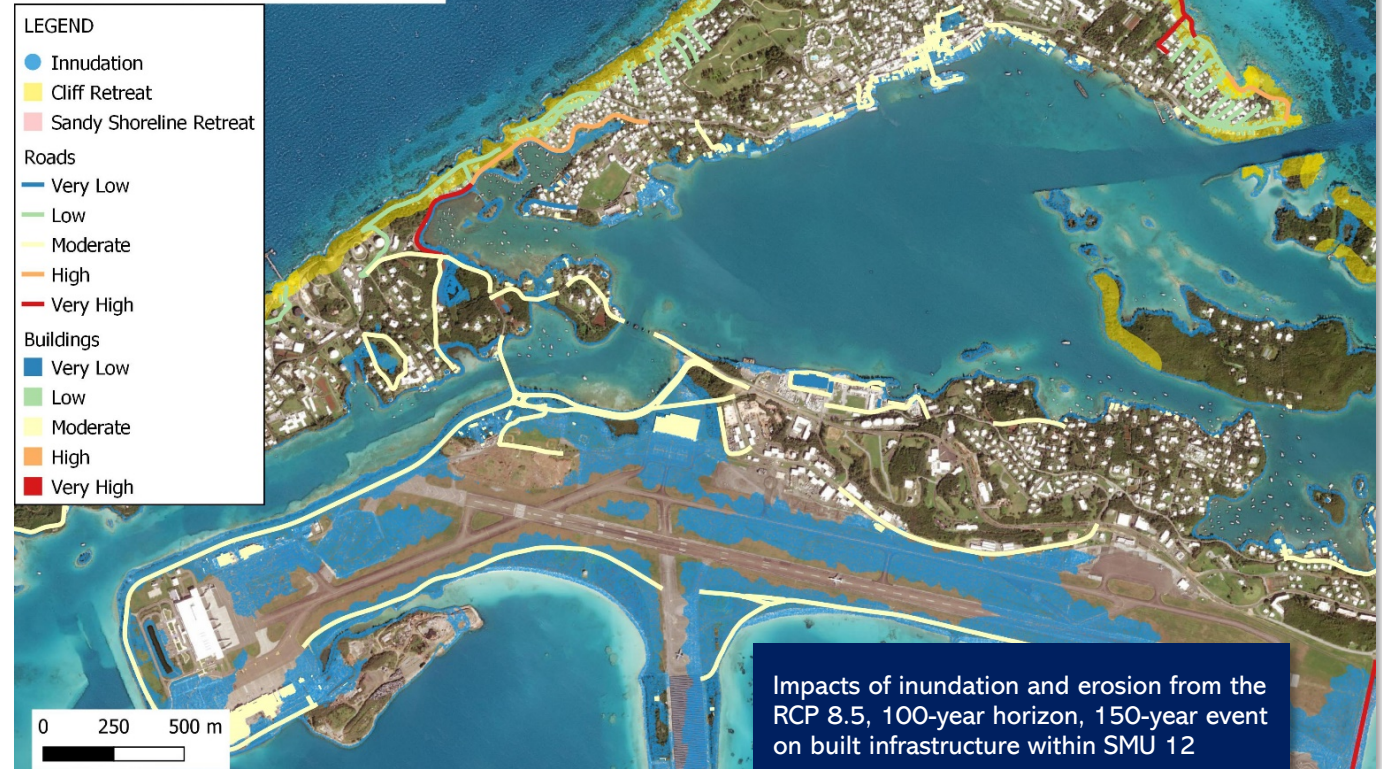 LEGEND
Innudation
Cliff Retreat
Sandy Shoreline Retreat
Roads
Very Low
Low
Moderate
High
Very High
Buildings
Very Low
Low
Moderate
High
Very High
0 250 500 m
Impacts of inundation and erosion from the
RCP 8.5, 100-year horizon, 150-year event
on built infrastructure within SMU 12